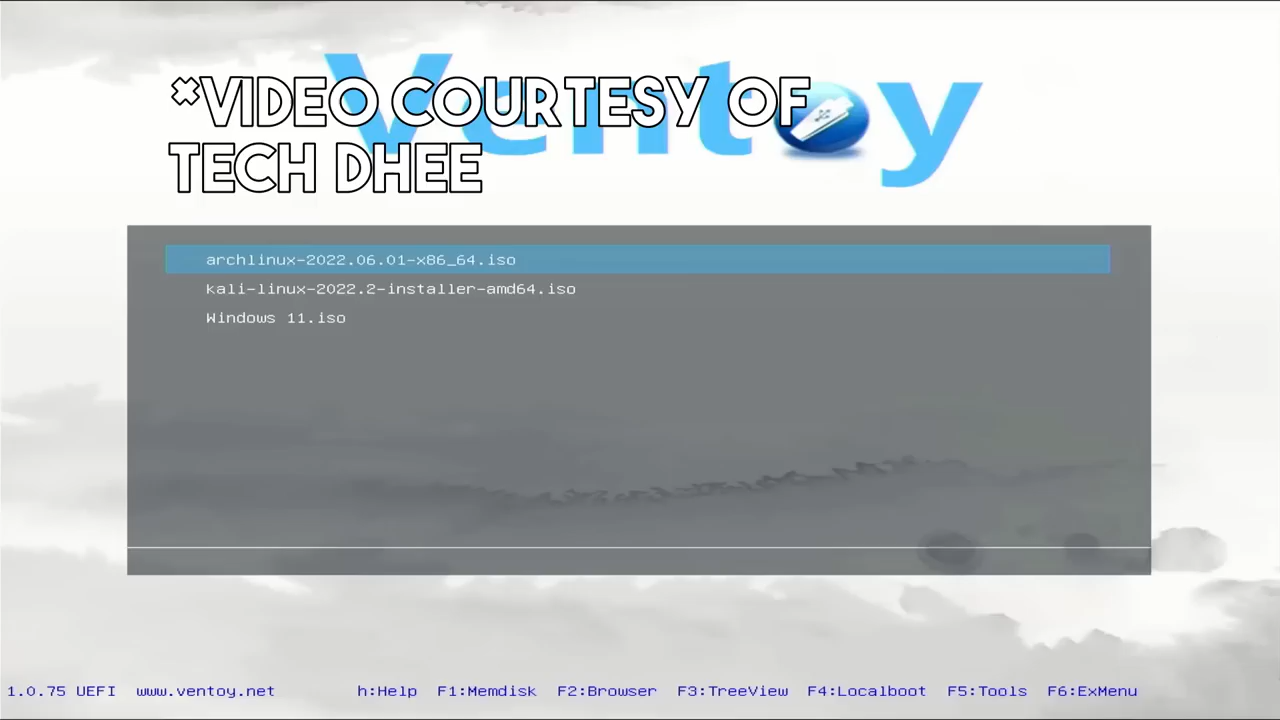 Ventoy
*VIDEO COURTESY OF
TECH DHEE
archlinux-2022.06.01-x86_64.iso
kali-linux-2022.2-installer-amd64.iso
Windows 11.iso
1.0.75 UEFI www.ventoy.net h:Help F1:Memdisk F2:Browser F3:TreeView F4:Localboot F5:Tools F6:ExMenu